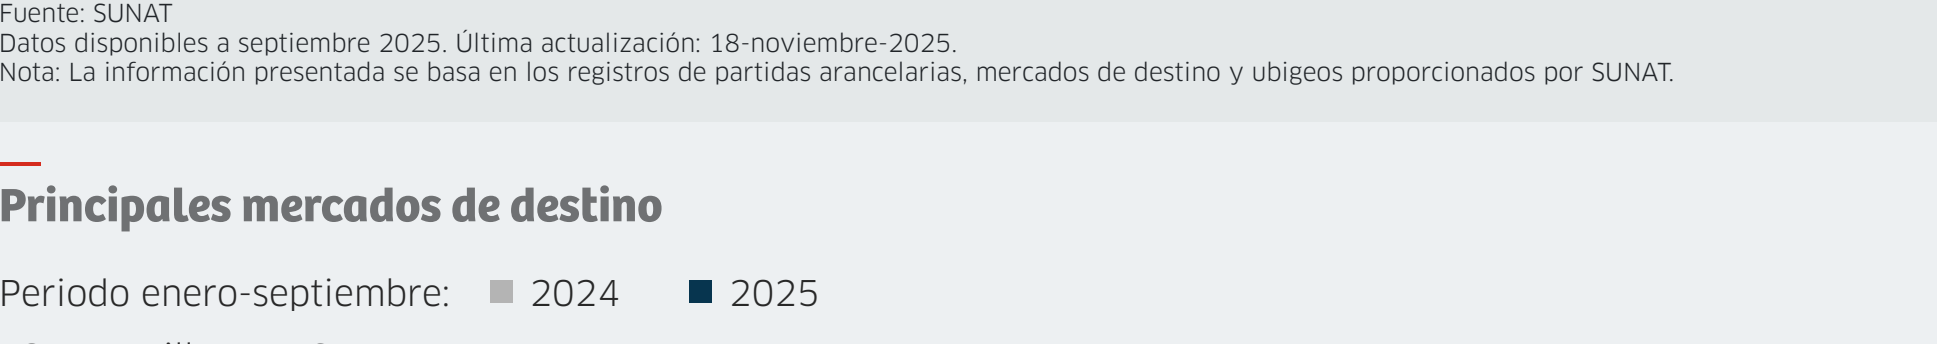 Fuente: SUNAT
Datos disponibles a septiembre 2025. Última actualización: 18-noviembre-2025.
Nota: La información presentada se basa en los registros de partidas arancelarias, mercados de destino y ubigeos proporcionados por SUNAT.
Principales mercados de destino
Periodo enero-septiembre: 2024 2025